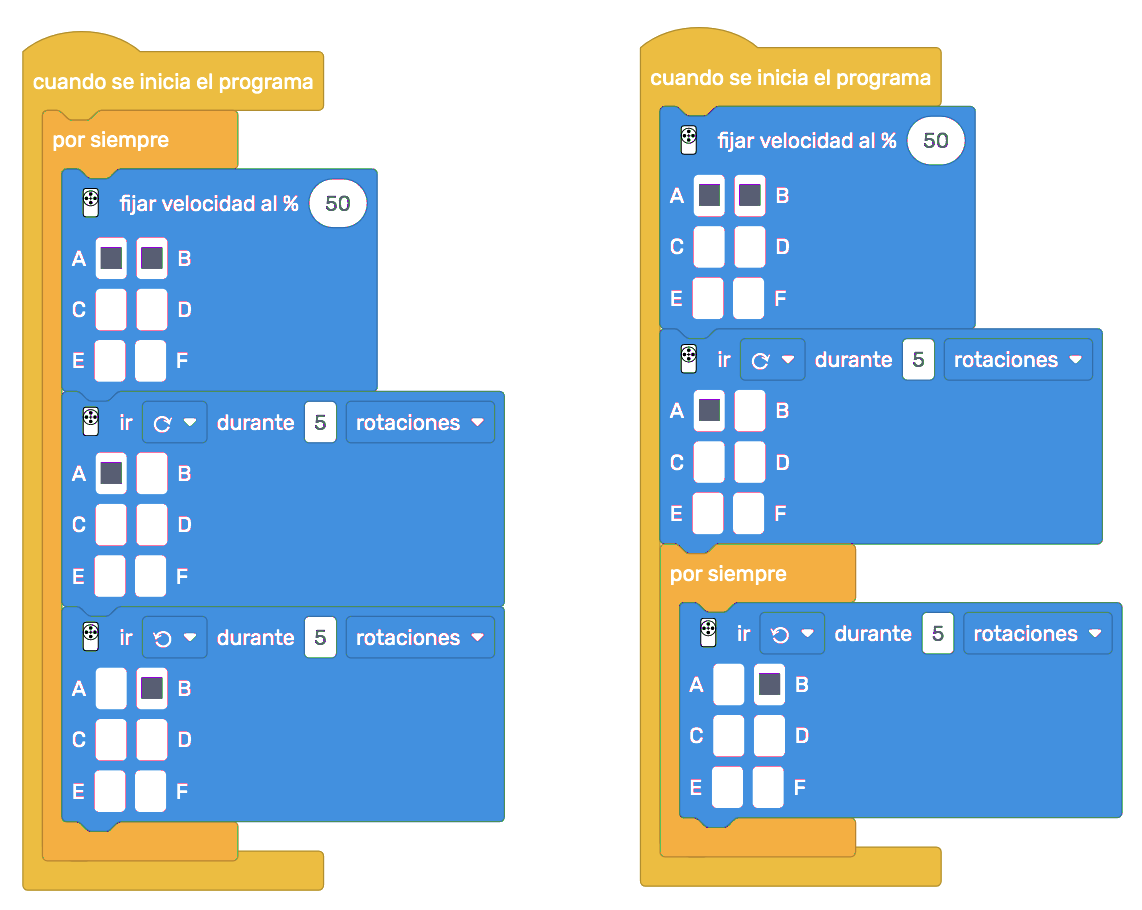 cuando se inicia el programa
por siempre
fijar velocidad al % 50
A B
C D
E F
ir durante 5 rotaciones
A B
C D
E F
ir durante 5 rotaciones
A B
C D
E F
cuando se inicia el programa
fijar velocidad al % 50
A B
C D
E F
ir durante 5 rotaciones
A B
C D
E F
por siempre
ir durante 5 rotaciones
A B
C D
E F